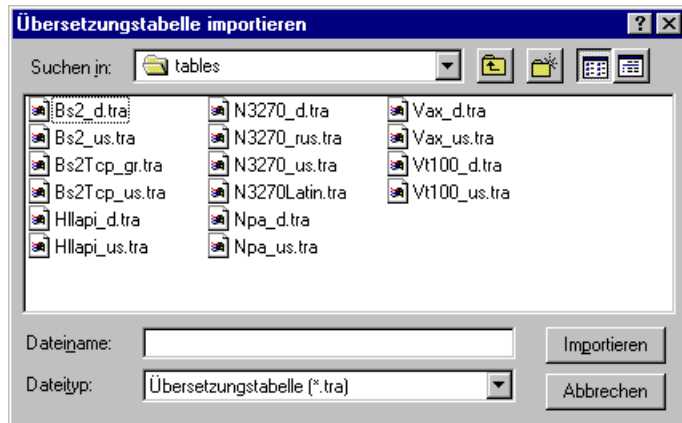 Übersetzungstabelle importieren
Suchen in: tables
Bs2_d.tra N3270_d.tra Vax_d.tra
Bs2_us.tra N3270_rus.tra Vax_us.tra
Bs2Tcp_gr.tra N3270_us.tra Vt100_d.tra
Bs2Tcp_us.tra N3270Latin.tra Vt100_us.tra
Hllapi_d.tra Npa_d.tra
Hllapi_us.tra Npa_us.tra
Dateiname: Importieren
Dateityp: Übersetzungstabelle (*.tra) Abbrechen